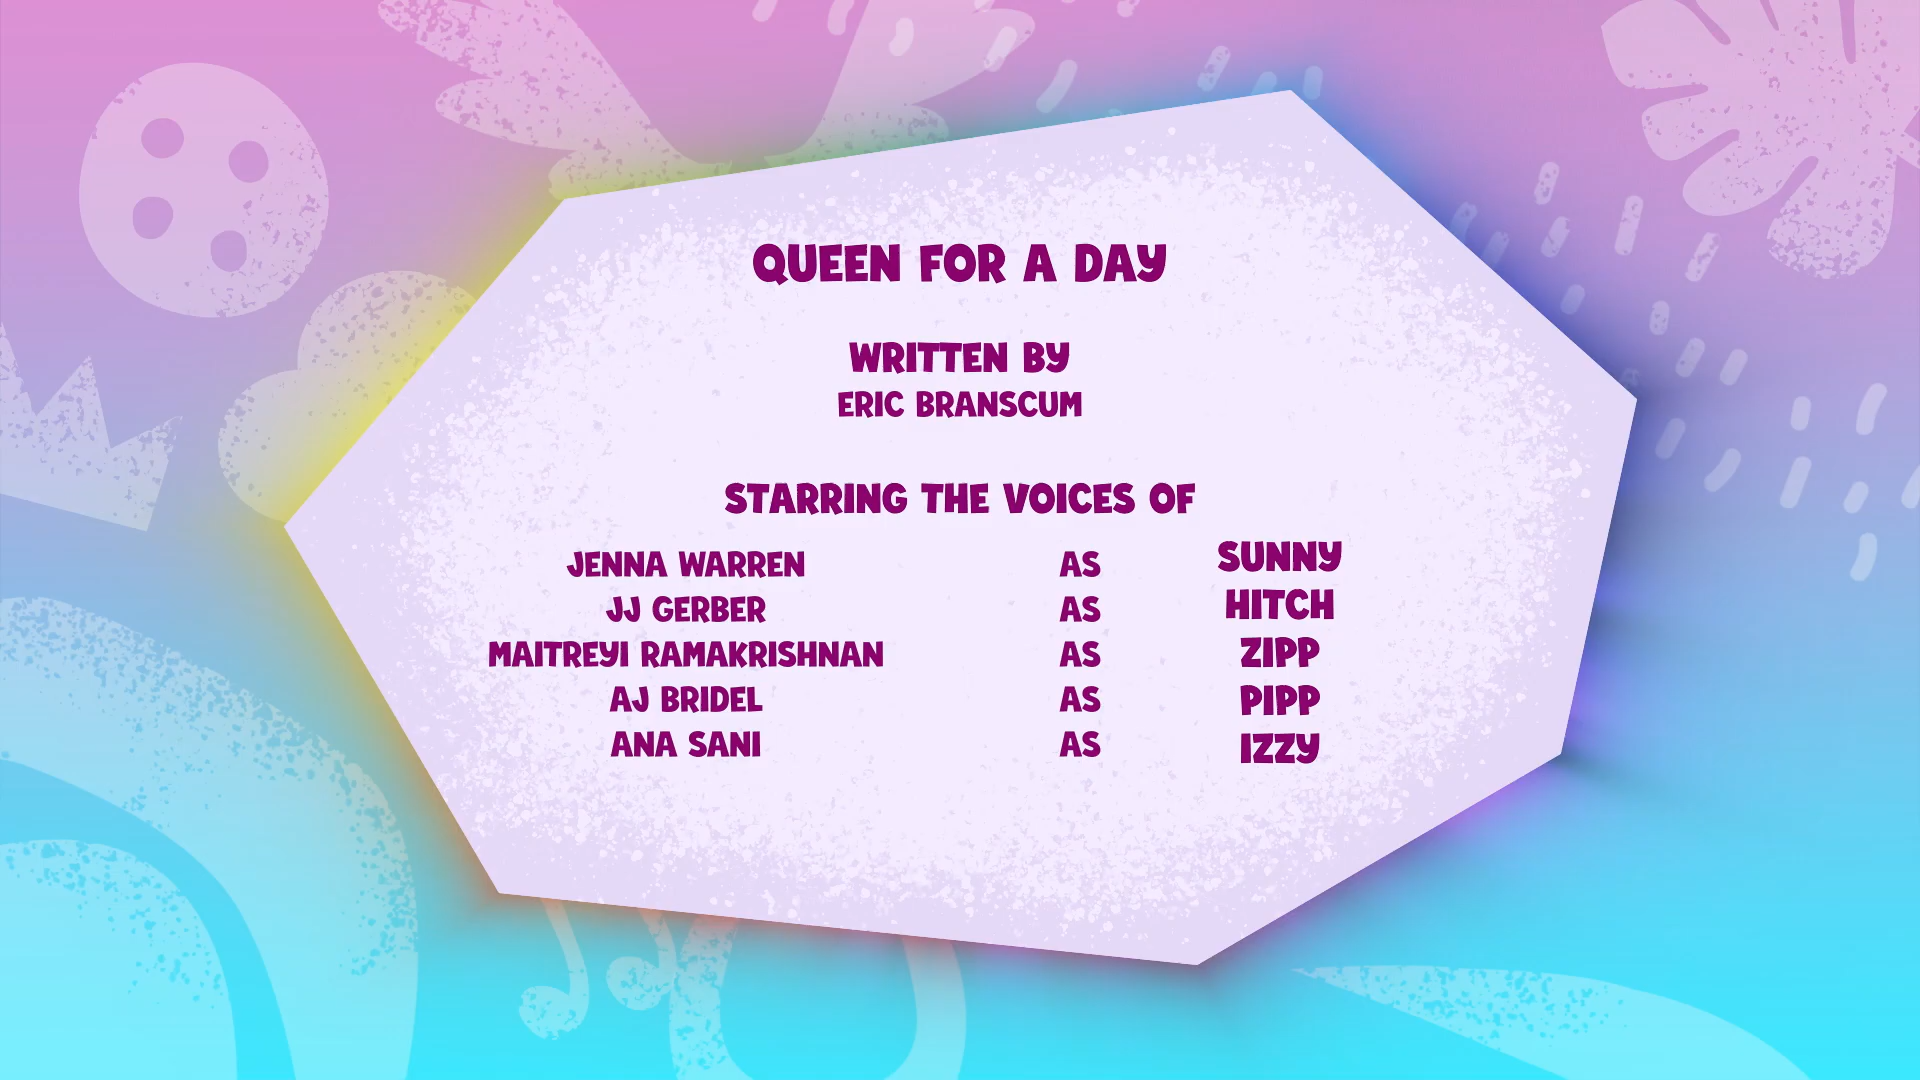 QUEEN FOR A DAY
WRITTEN BY
ERIC BRANSCUM
STARRING THE VOICES OF
JENNA WARREN AS SUNNY
JJ GERBER AS HITCH
MAITREYI RAMAKRISHNAN AS ZIPP
AJ BRIDEL AS PIPP
ANA SANI AS IZZY